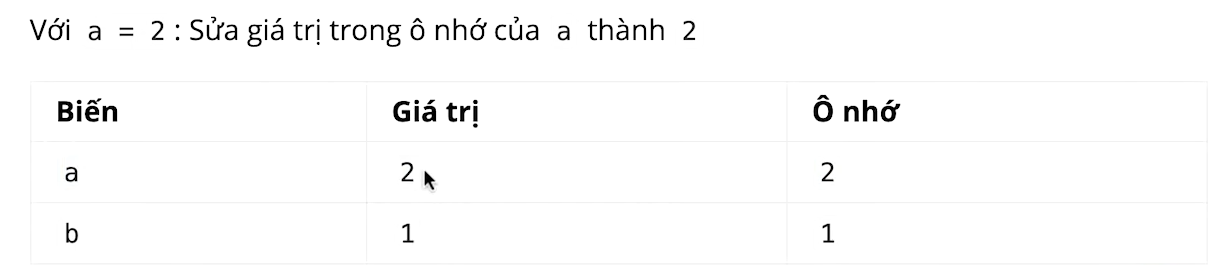 Với a = 2 : Sửa giá trị trong ô nhớ của a thành 2
Biến Giá trị Ô nhớ
a 2 2
b 1 1